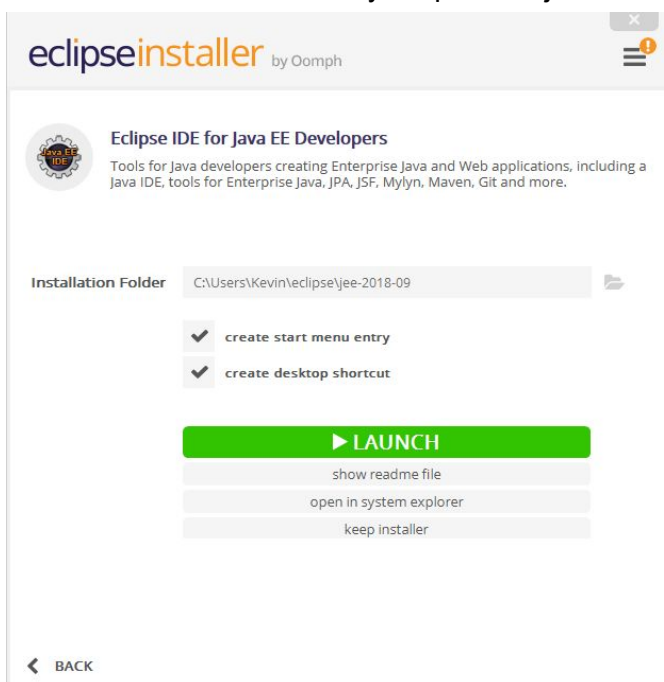 eclipseinstaller by Oomph
Java EE
IDE
Eclipse IDE for Java EE Developers
Tools for Java developers creating Enterprise Java and Web applications, including a
Java IDE, tools for Enterprise Java, JPA, JSF, Mylyn, Maven, Git and more.
Installation Folder C:\Users\Kevin\eclipse\jee-2018-09
create start menu entry
create desktop shortcut
LAUNCH
show readme file
open in system explorer
keep installer
BACK